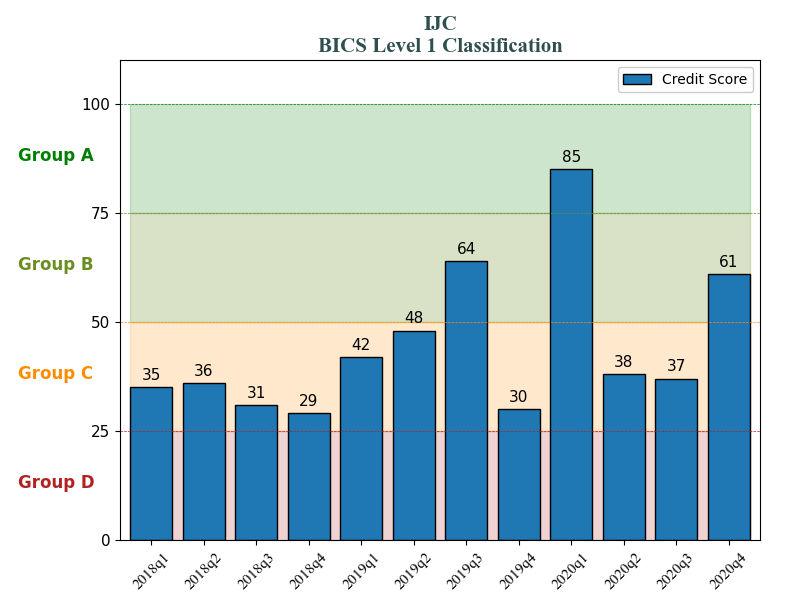 IJC
BICS Level 1 Classification
Credit Score
100
75
50
25
0
Group A
Group B
Group C
Group D
35
36
31
29
42
48
64
30
85
38
37
61
2018q1
2018q2
2018q3
2018q4
2019q1
2019q2
2019q3
2019q4
2020q1
2020q2
2020q3
2020q4